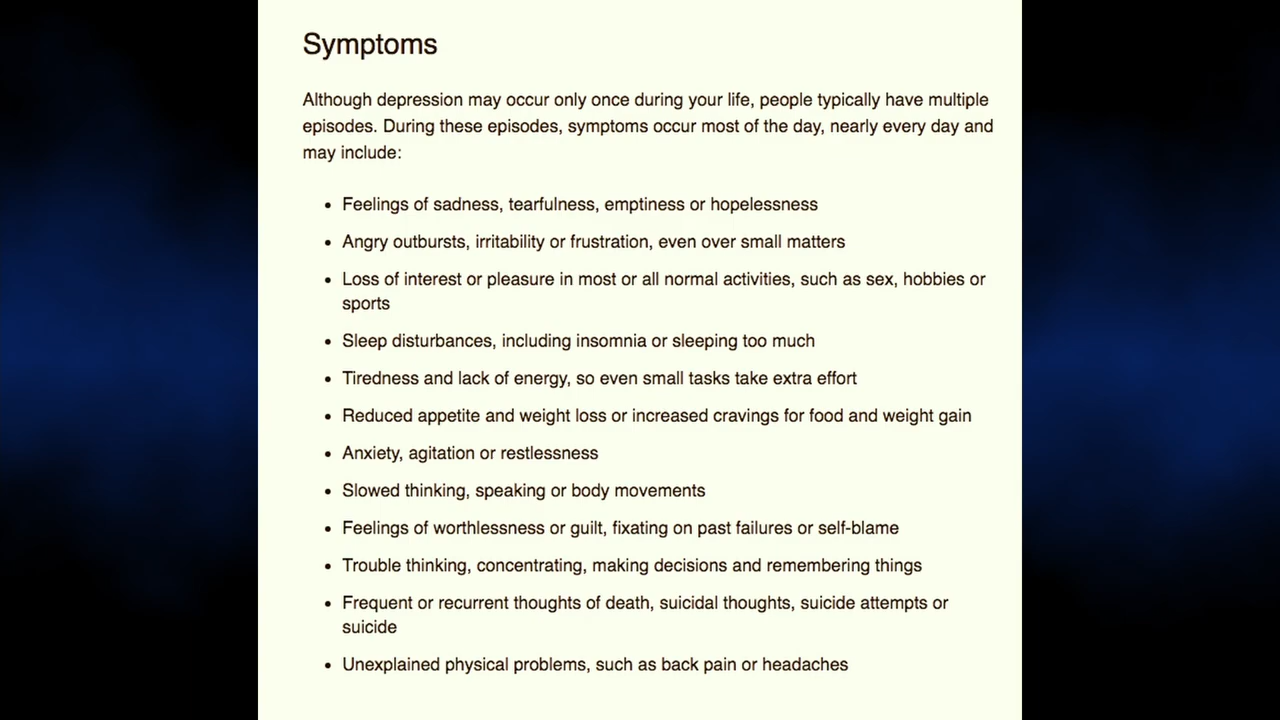 Symptoms
Although depression may occur only once during your life, people typically have multiple
episodes. During these episodes, symptoms occur most of the day, nearly every day and
may include:
• Feelings of sadness, tearfulness, emptiness or hopelessness
• Angry outbursts, irritability or frustration, even over small matters
• Loss of interest or pleasure in most or all normal activities, such as sex, hobbies or
sports
• Sleep disturbances, including insomnia or sleeping too much
• Tiredness and lack of energy, so even small tasks take extra effort
• Reduced appetite and weight loss or increased cravings for food and weight gain
• Anxiety, agitation or restlessness
• Slowed thinking, speaking or body movements
• Feelings of worthlessness or guilt, fixating on past failures or self-blame
• Trouble thinking, concentrating, making decisions and remembering things
• Frequent or recurrent thoughts of death, suicidal thoughts, suicide attempts or
suicide
• Unexplained physical problems, such as back pain or headaches